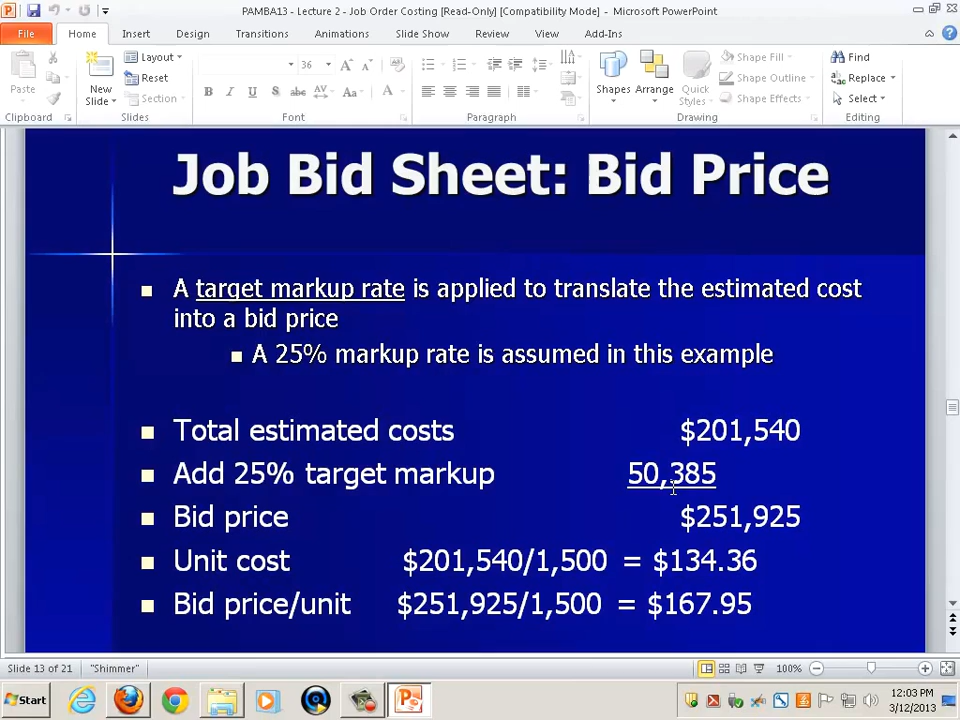 PAMBA13 - Lecture 2 - Job Order Costing [Read-Only] [Compatibility Mode] - Microsoft PowerPoint
File Home Insert Design Transitions Animations Slide Show Review View Add-Ins
Paste
Clipboard
New Slide
Layout
Reset
Section
Slides
36
Font
Paragraph
Shapes Arrange Quick Styles
Shape Fill
Shape Outline
Shape Effects
Drawing
Find
Replace
Select
Editing
Job Bid Sheet: Bid Price
A target markup rate is applied to translate the estimated cost
into a bid price
A 25% markup rate is assumed in this example
Total estimated costs $201,540
Add 25% target markup 50,385
Bid price $251,925
Unit cost $201,540/1,500 = $134.36
Bid price/unit $251,925/1,500 = $167.95
Slide 13 of 21 "Shimmer" 100%
Start 12:03 PM
3/12/2013